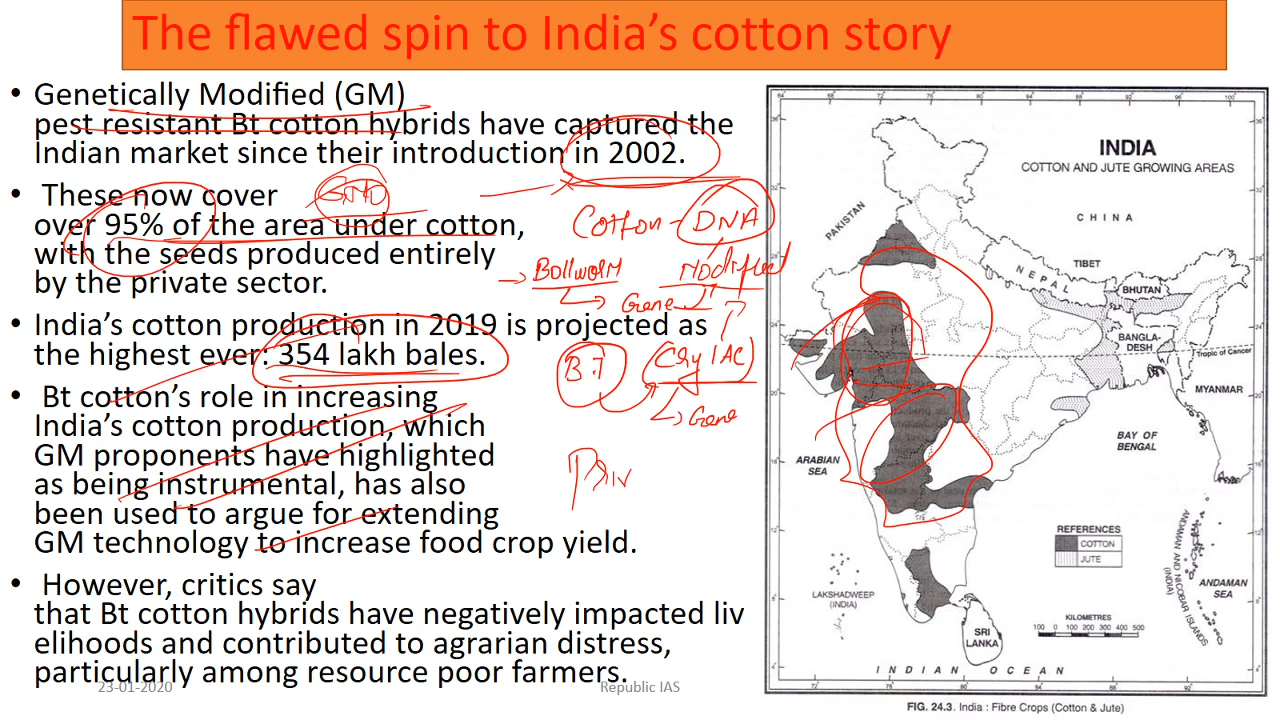 The flawed spin to India's cotton story
• Genetically Modified (GM)
pest resistant Bt cotton hybrids have captured the
Indian market since their introduction in 2002.
• These now cover
over 95% of the area under cotton,
with the seeds produced entirely
by the private sector.
• India's cotton production in 2019 is projected as
the highest ever: 354 lakh bales.
• Bt cotton's role in increasing
India's cotton production, which
GM proponents have highlighted
as being instrumental, has also
been used to argue for extending
GM technology to increase food crop yield.
• However, critics say
that Bt cotton hybrids have negatively impacted liv
elihoods and contributed to agrarian distress,
particularly among resource poor farmers.
23-01-2020
Republic IAS
GMO
Cotton - DNA
Bollworm
Modified
Gene
B.T
Cry 1AC
Gene
Priv
INDIA
COTTON AND JUTE GROWING AREAS
PAKISTAN
CHINA
TIBET
NEPAL
BHUTAN
BANGLA-
DESH
Tropic of Cancer
MYANMAR
BAY OF
BENGAL
ARABIAN
SEA
REFERENCES
COTTON
JUTE
LAKSHADWEEP
(INDIA)
ANDAMAN AND NICOBAR ISLANDS
(INDIA)
ANDAMAN
SEA
KILOMETRES
100 0 100 200 300 400 500
SRI
LANKA
INDIAN OCEAN
FIG. 24.3. India : Fibre Crops (Cotton & Jute)